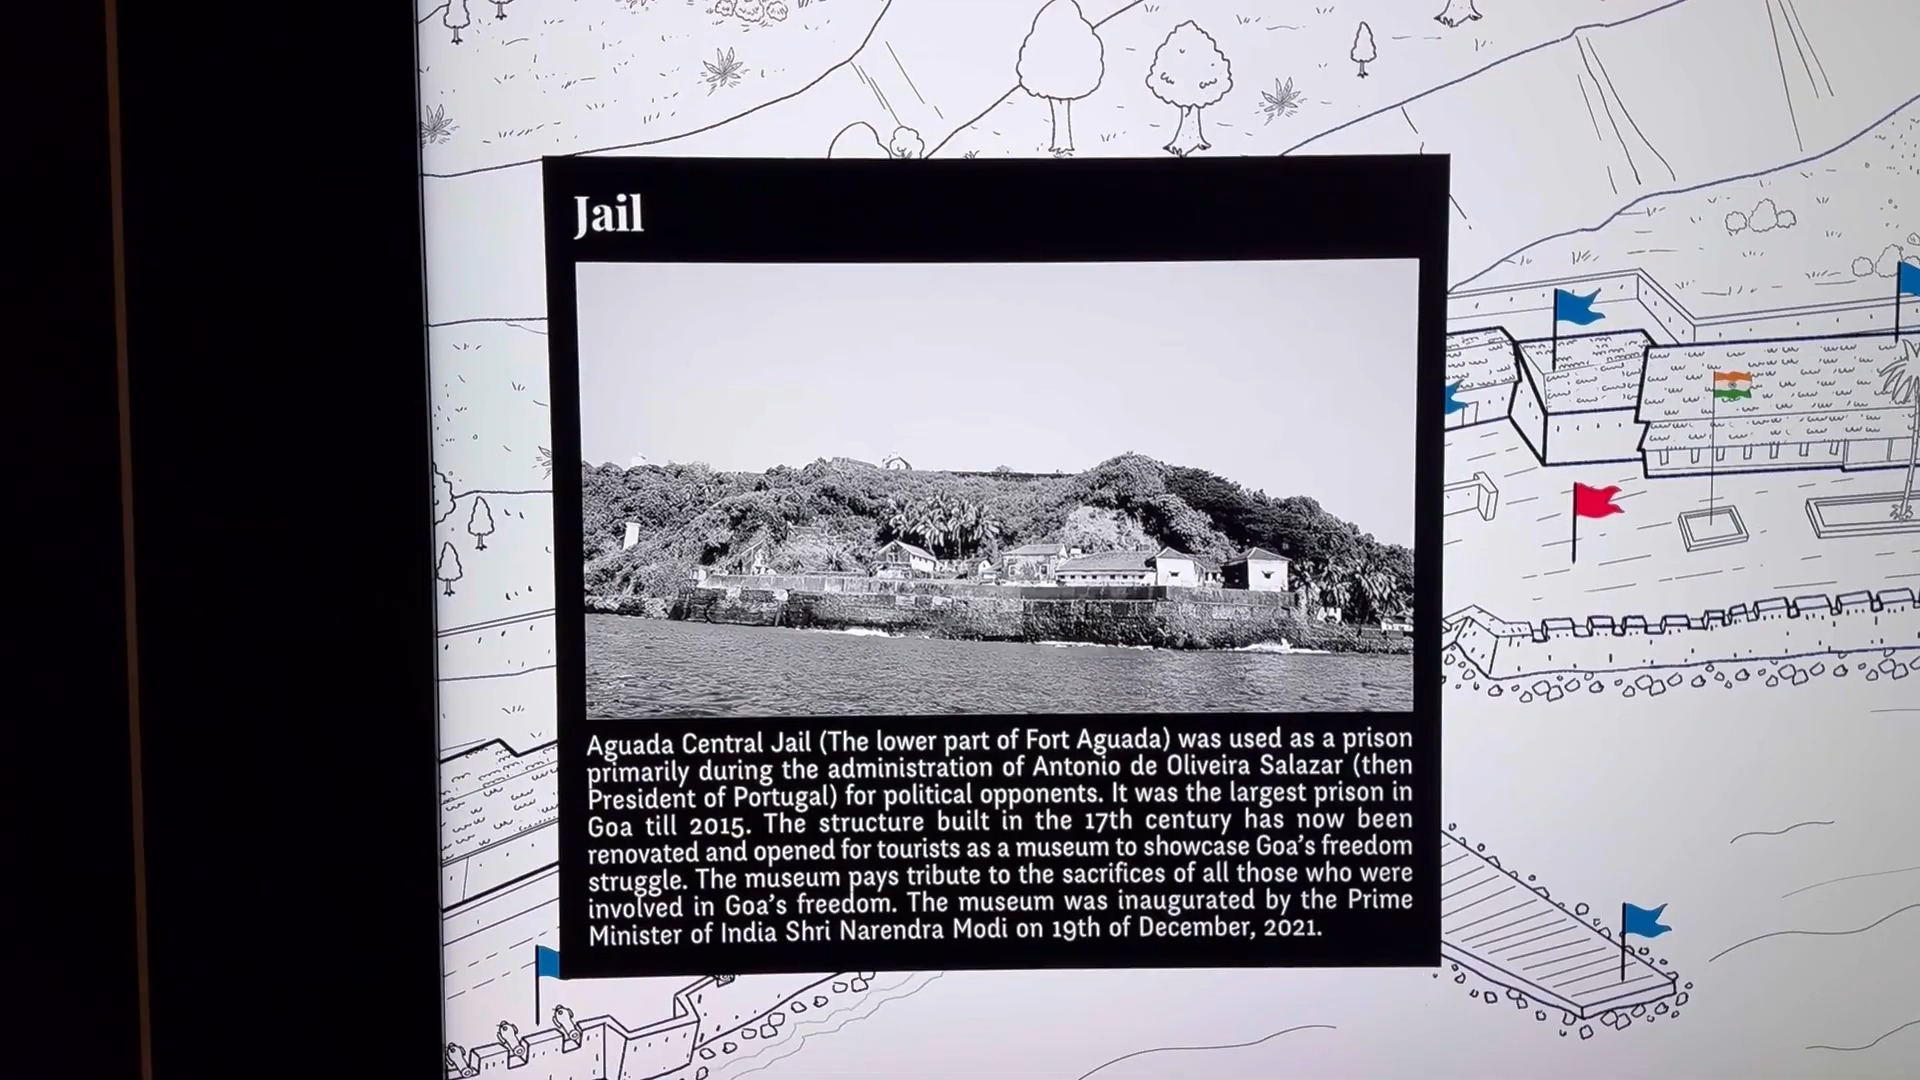 Jail
Aguada Central Jail (The lower part of Fort Aguada) was used as a prison
primarily during the administration of Antonio de Oliveira Salazar (then
President of Portugal) for political opponents. It was the largest prison in
Goa till 2015. The structure built in the 17th century has now been
renovated and opened for tourists as a museum to showcase Goa's freedom
struggle. The museum pays tribute to the sacrifices of all those who were
involved in Goa's freedom. The museum was inaugurated by the Prime
Minister of India Shri Narendra Modi on 19th of December, 2021.